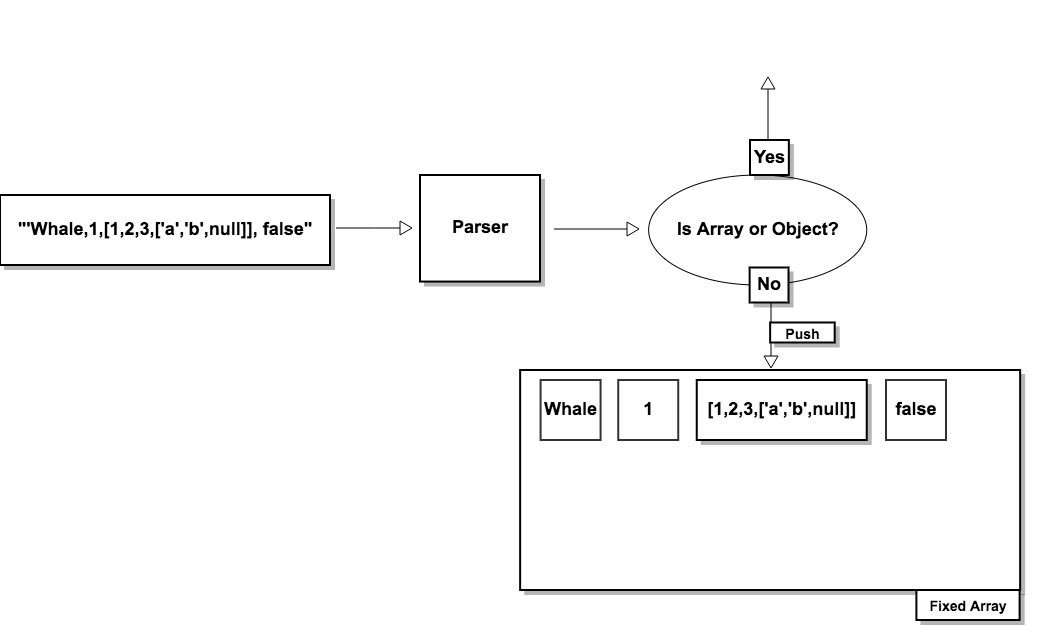 Yes
"'Whale,1,[1,2,3,['a','b',null]], false"
Parser
Is Array or Object?
No
Push
Whale
1
[1,2,3,['a','b',null]]
false
Fixed Array